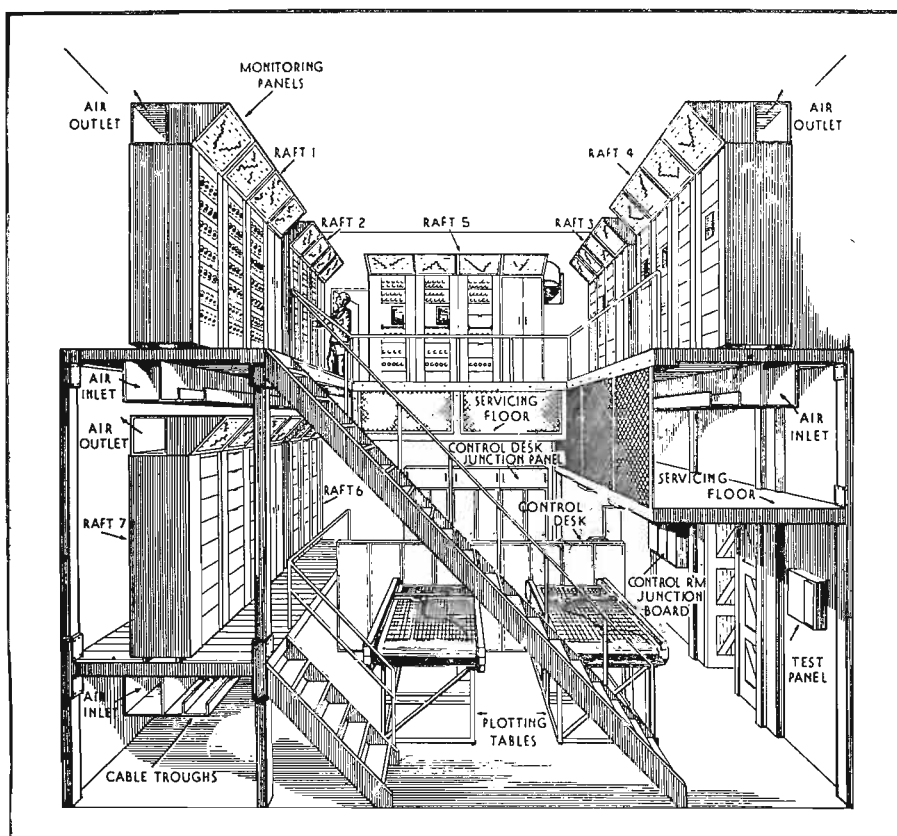 MONITORING
PANELS
AIR
OUTLET
AIR
OUTLET
RAFT 1
RAFT 4
RAFT 2
RAFT 5
RAFT 3
AIR
INLET
SERVICING
FLOOR
AIR
INLET
AIR
OUTLET
CONTROL DESK
JUNCTION PANEL
SERVICING
FLOOR
RAFT 6
CONTROL
DESK
RAFT 7
CONTROL RM
JUNCTION
BOARD
TEST
PANEL
AIR
INLET
PLOTTING
TABLES
CABLE TROUGHS